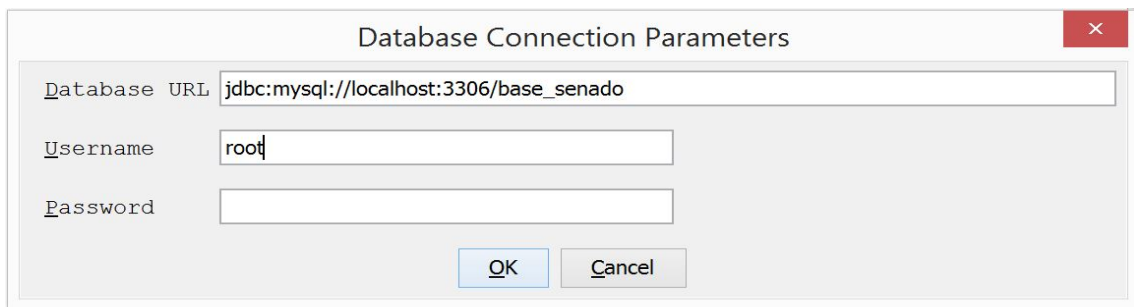 Database Connection Parameters
Database URL jdbc:mysql://localhost:3306/base_senado
Username root
Password
OK Cancel